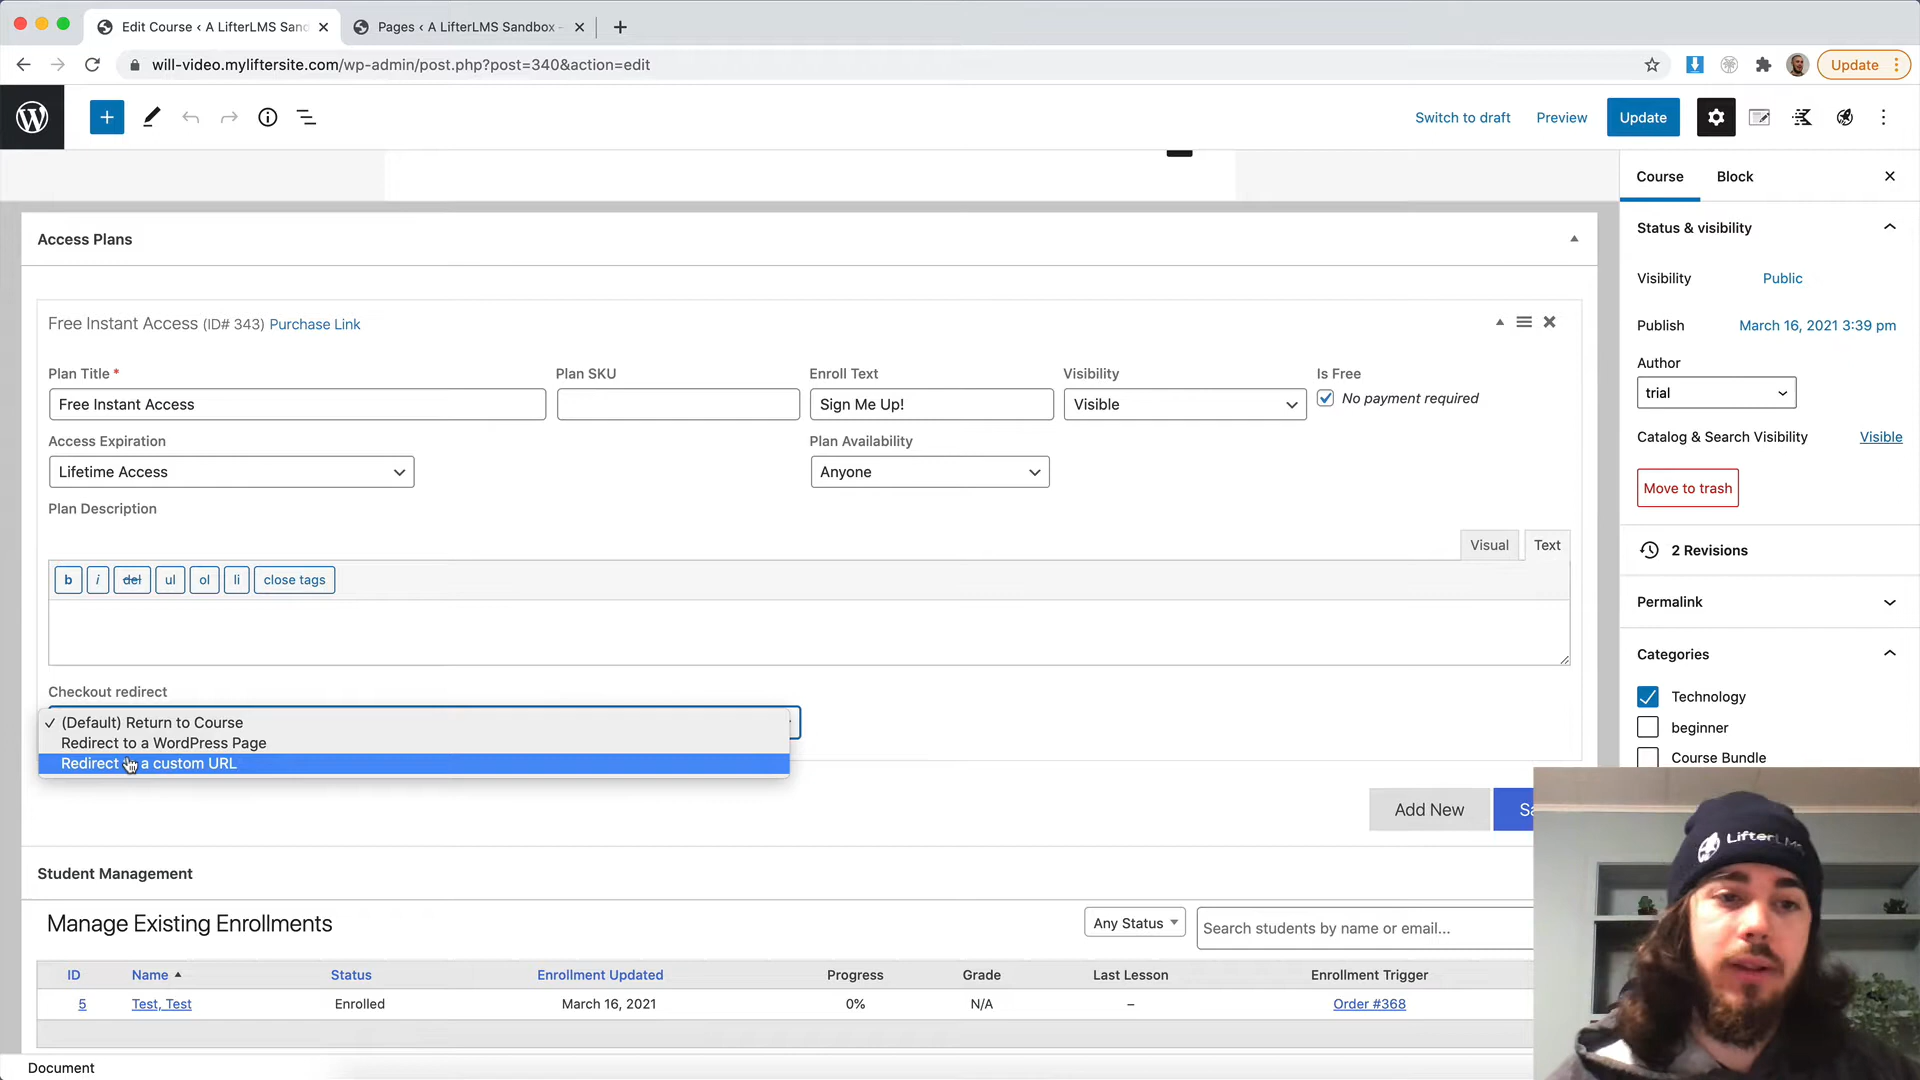 Edit Course < A LifterLMS Sand
Pages < A LifterLMS Sandbox -
will-video.myliftersite.com/wp-admin/post.php?post=340&action=edit
Update
Switch to draft
Preview
Update
Course
Block
Status & visibility
Visibility
Public
Publish
March 16, 2021 3:39 pm
Author
trial
Catalog & Search Visibility
Visible
Move to trash
2 Revisions
Permalink
Categories
Technology
beginner
Course Bundle
Access Plans
Free Instant Access (ID# 343) Purchase Link
Plan Title *
Plan SKU
Enroll Text
Visibility
Is Free
Free Instant Access
Sign Me Up!
Visible
No payment required
Access Expiration
Plan Availability
Lifetime Access
Anyone
Plan Description
Visual
Text
b
i
del
ul
ol
li
close tags
Checkout redirect
(Default) Return to Course
Redirect to a WordPress Page
Redirect a custom URL
Add New
Sa
Student Management
Manage Existing Enrollments
Any Status
Search students by name or email...
ID
Name
Status
Enrollment Updated
Progress
Grade
Last Lesson
Enrollment Trigger
5
Test, Test
Enrolled
March 16, 2021
0%
N/A
–
Order #368
Document
LifterLMS